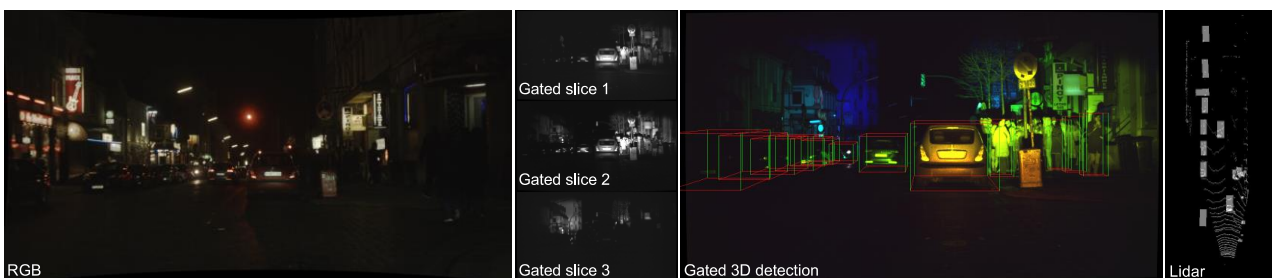 RGB
Gated slice 1
Gated slice 2
Gated slice 3
Gated 3D detection
Lidar